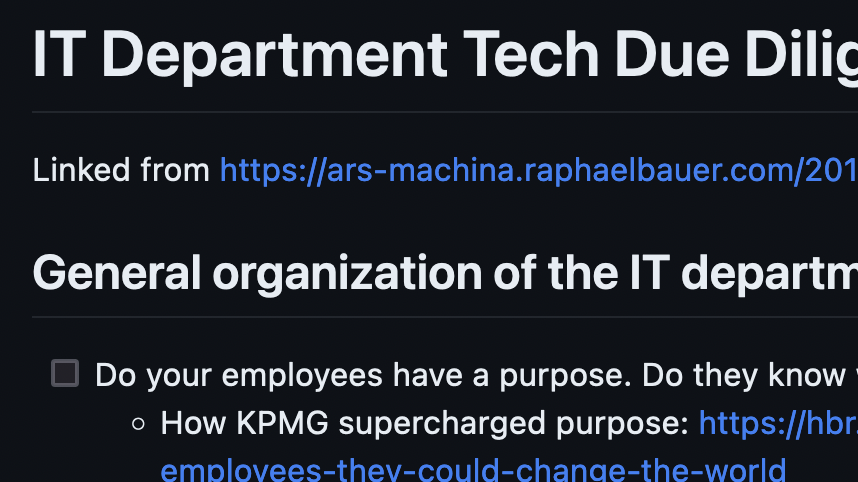 IT Department Tech Due Dilig
Linked from https://ars-machina.raphaelbauer.com/201
General organization of the IT departm
Do your employees have a purpose. Do they know
How KPMG supercharged purpose: https://hbr.
employees-they-could-change-the-world